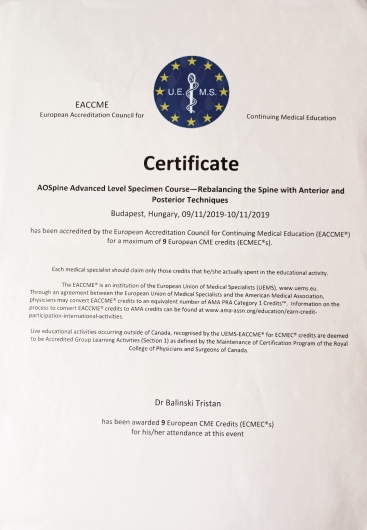 U.E. M.S.
EACCME
European Accreditation Council for
Continuing Medical Education
Certificate
AOSpine Advanced Level Specimen Course—Rebalancing the Spine with Anterior and
Posterior Techniques
Budapest, Hungary, 09/11/2019-10/11/2019
has been accredited by the European Accreditation Council for Continuing Medical Education (EACCME®)
for a maximum of 9 European CME credits (ECMEC®s).
Each medical specialist should claim only those credits that he/she actually spent in the educational activity.
The EACCME® is an institution of the European Union of Medical Specialists (UEMS), www.uems.eu.
Through an agreement between the European Union of Medical Specialists and the American Medical Association,
physicians may convert EACCME® credits to an equivalent number of AMA PRA Category 1 Credits™. Information on the
process to convert EACCME® credits to AMA credits can be found at www.ama-assn.org/education/earn-credit-
participation-international-activities.
Live educational activities occurring outside of Canada, recognised by the UEMS-EACCME® for ECMEC®s credits are deemed
to be Accredited Group Learning Activities (Section 1) as defined by the Maintenance of Certification Program of the Royal
College of Physicians and Surgeons of Canada.
Dr Balinski Tristan
has been awarded 9 European CME Credits (ECMEC®s)
for his/her attendance at this event